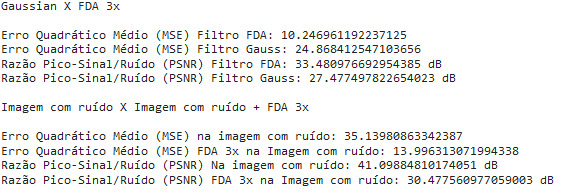 Gaussian X FDA 3x
Erro Quadrático Médio (MSE) Filtro FDA: 10.246961192237125
Erro Quadrático Médio (MSE) Filtro Gauss: 24.868412547103656
Razão Pico-Sinal/Ruído (PSNR) Filtro FDA: 33.480976692954385 dB
Razão Pico-Sinal/Ruído (PSNR) Filtro Gauss: 27.477497822654023 dB
Imagem com ruído X Imagem com ruído + FDA 3x
Erro Quadrático Médio (MSE) na imagem com ruído: 35.13980863342387
Erro Quadrático Médio (MSE) FDA 3x na Imagem com ruído: 13.996313071994338
Razão Pico-Sinal/Ruído (PSNR) Na imagem com ruído: 41.09884810174051 dB
Razão Pico-Sinal/Ruído (PSNR) FDA 3x na Imagem com ruído: 30.477560977059003 dB